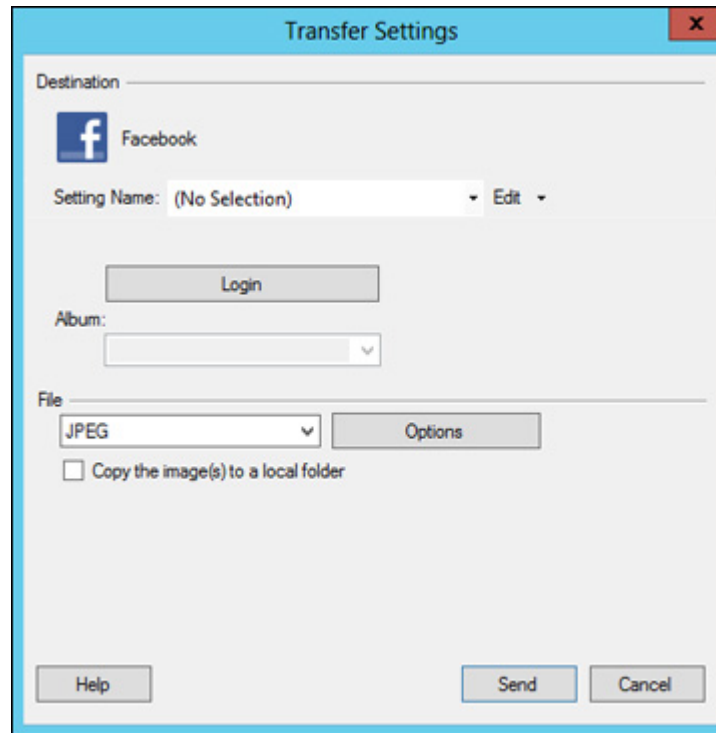 Transfer Settings
x
Destination
f Facebook
Setting Name: (No Selection) Edit
Login
Album:
File
JPEG Options
Copy the image(s) to a local folder
Help Send Cancel